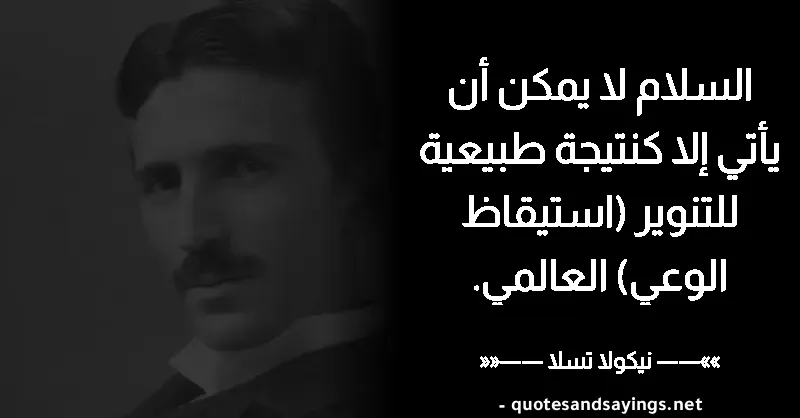 السلام لا يمكن أن
يأتي إلا كنتيجة طبيعية
للتنوير (استيقاظ
الوعي) العالمي.
»»—— نيكولا تسلا ——««
- quotesandsayings.net